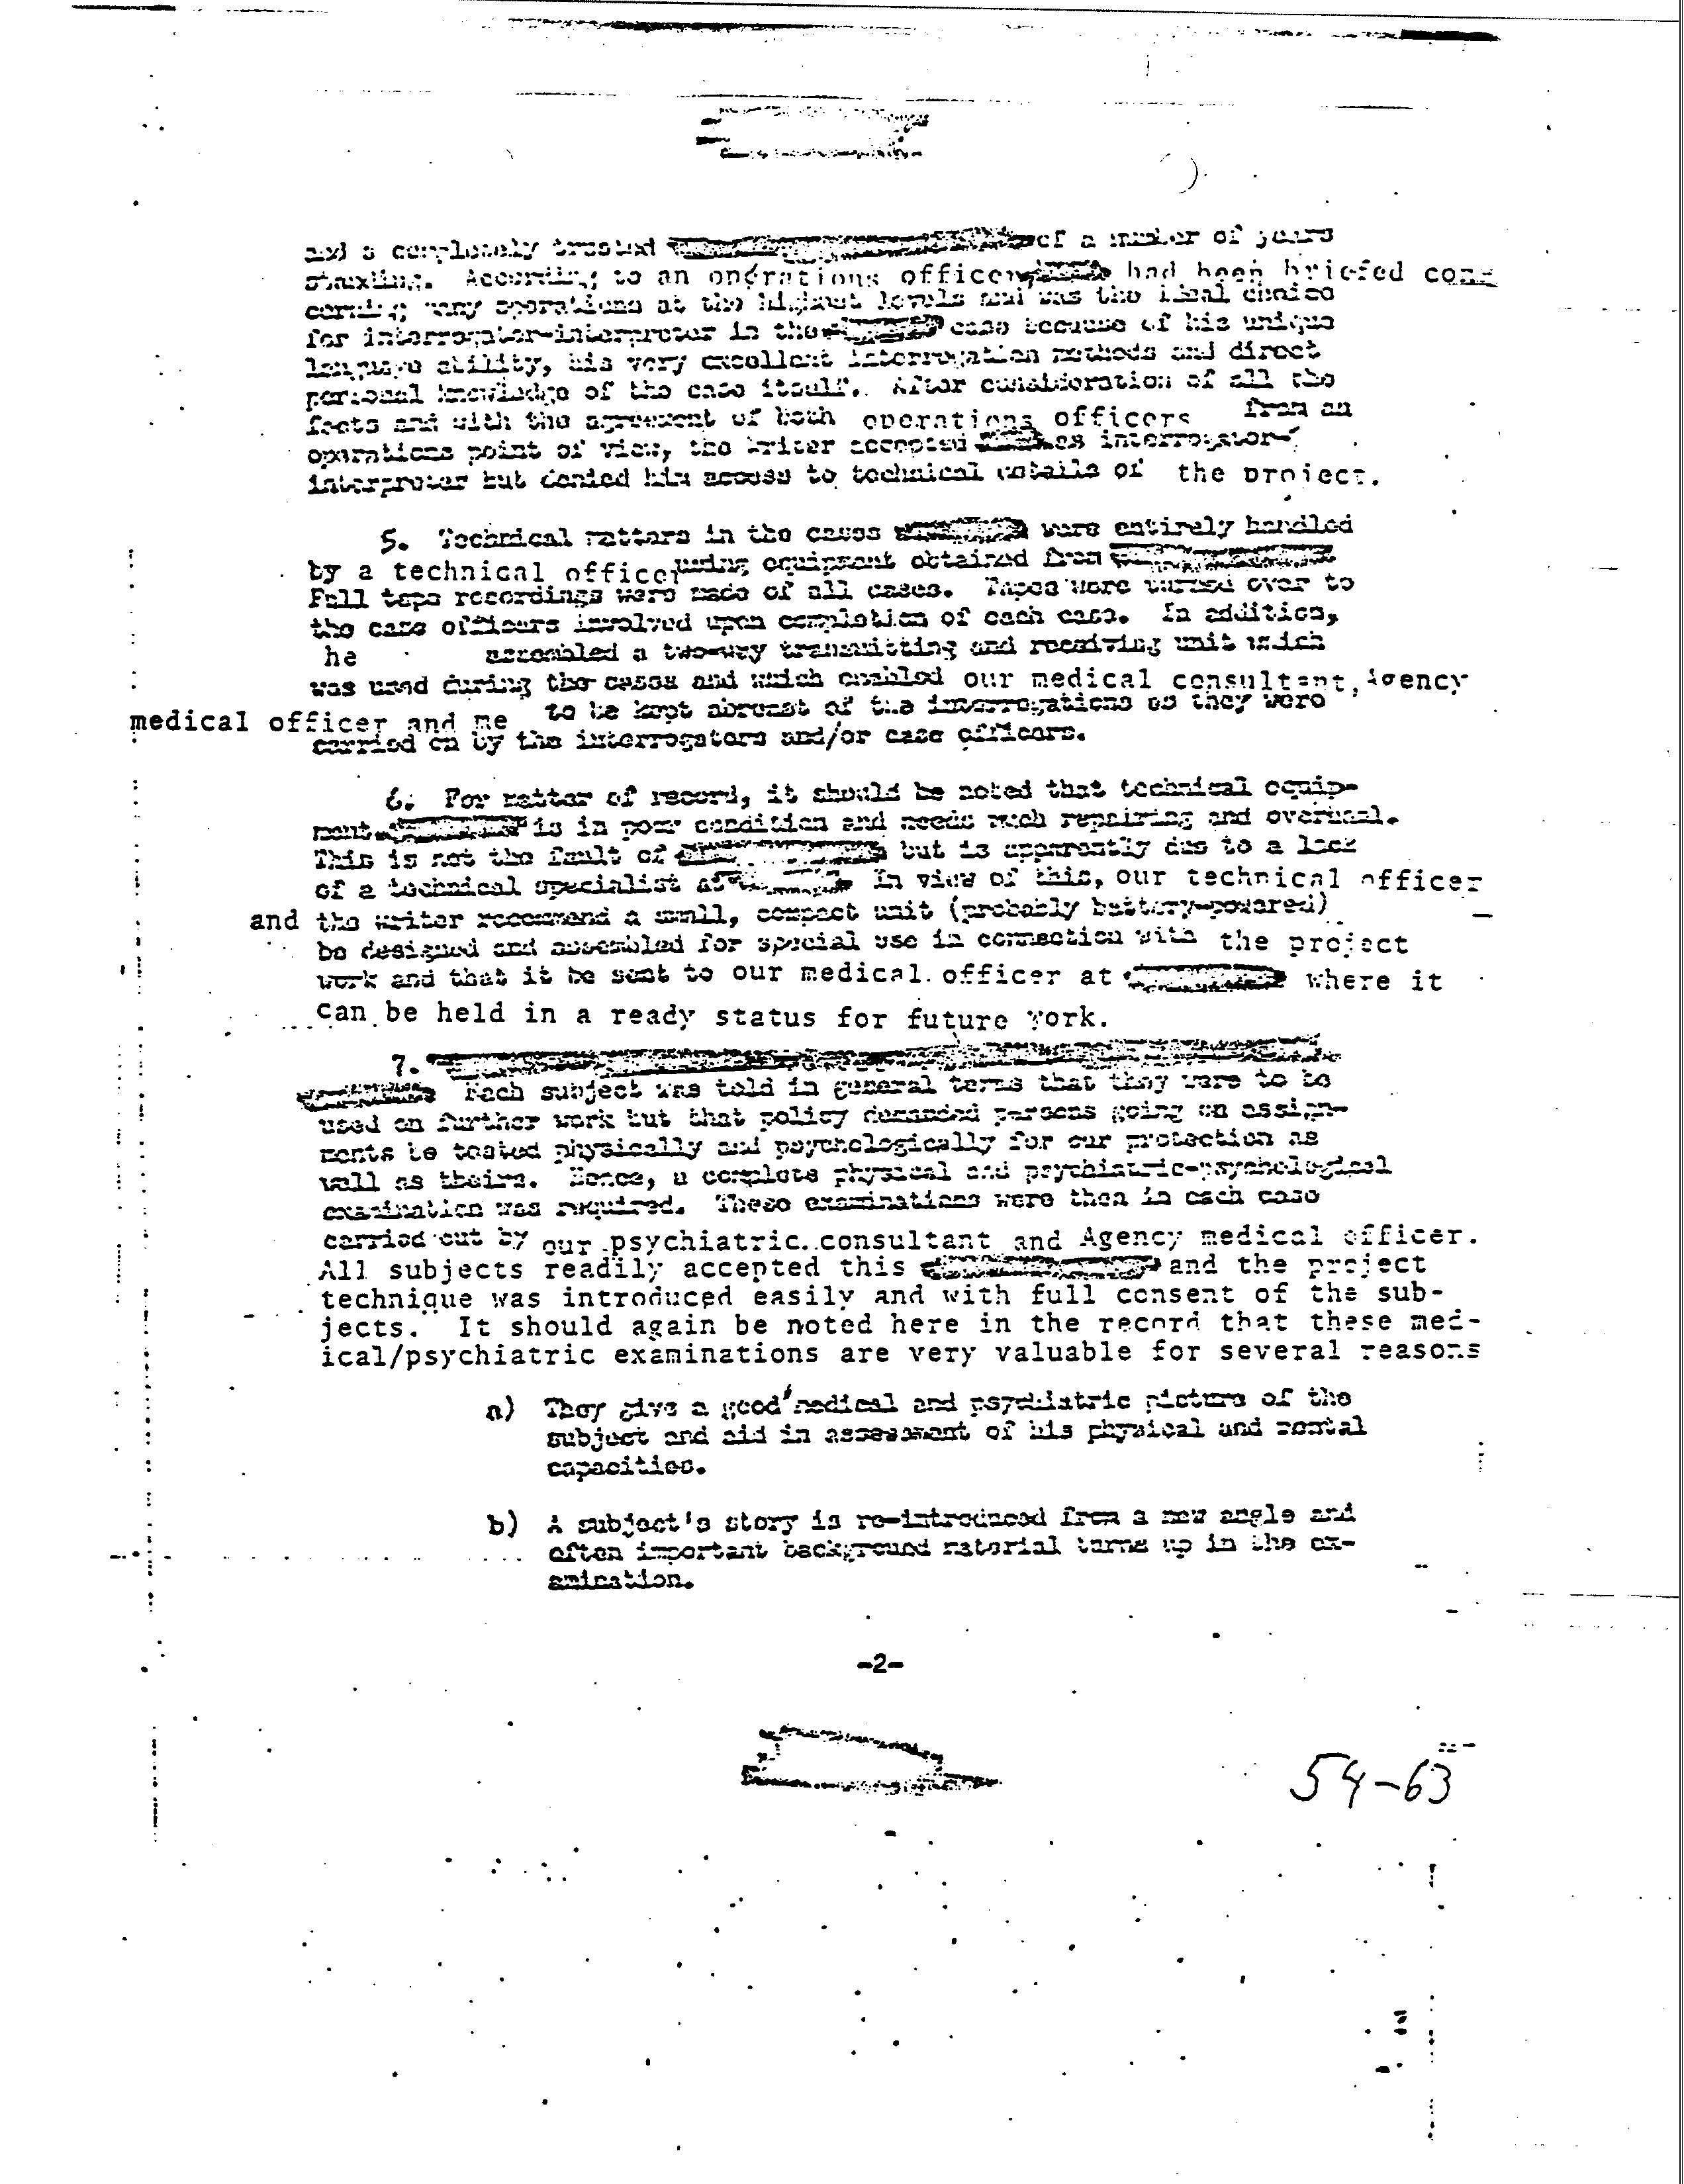 and a completely trusted of a number of years
standing. According to an operations officer, had been briefed con-
cerning many operations at the highest levels and was the ideal choice
for interrogator-interpreter in the case because of his unique
language ability, his very excellent interrogation methods and direct
personal knowledge of the case itself. After consideration of all the
facts and with the agreement of both operations officers from an
operations point of view, the writer accepted as interrogator-
interpreter but denied him access to technical details of the project.
5. Technical matters in the cases were entirely handled
by a technical officer using equipment obtained from
Full tape recordings were made of all cases. Tapes were turned over to
the case officers involved upon completion of each case. In addition,
he assembled a two-way transmitting and receiving unit which
was used during the cases and which enabled our medical consultant, Agency
medical officer and me to be kept abreast of the interrogations as they were
carried on by the interrogators and/or case officers.
6. For matter of record, it should be noted that technical equip-
ment is in poor condition and needs much repairing and overhaul.
This is not the fault of but is apparently due to a lack
of a technical specialist at In view of this, our technical officer
and the writer recommend a small, compact unit (probably battery-powered)
be designed and assembled for special use in connection with the project
work and that it be sent to our medical officer at where it
can be held in a ready status for future work.
7.
Each subject was told in general terms that they were to be
used on further work but that policy demanded persons going on assign-
ments be tested physically and psychologically for our protection as
well as theirs. Hence, a complete physical and psychiatric-psychological
examination was required. These examinations were then in each case
carried out by our psychiatric consultant and Agency medical officer.
All subjects readily accepted this and the project
technique was introduced easily and with full consent of the sub-
jects. It should again be noted here in the record that these med-
ical/psychiatric examinations are very valuable for several reasons
a) They give a good medical and psychiatric picture of the
subject and aid in assessment of his physical and mental
capacities.
b) A subject's story is re-introduced from a new angle and
often important background material turns up in the ex-
amination.
-2-
54-63